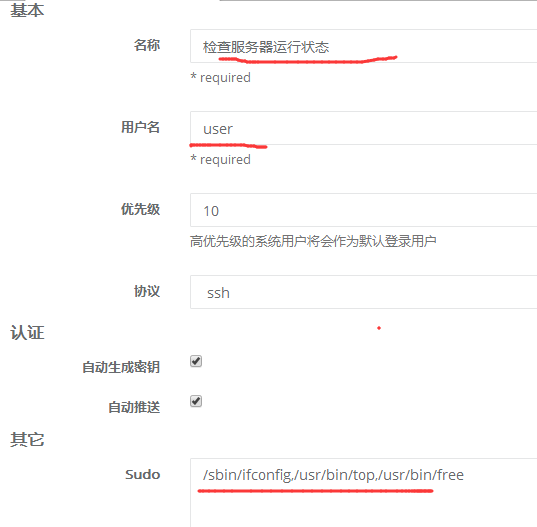 基本
名称 检查服务器运行状态
* required
用户名 user
* required
优先级 10
高优先级的系统用户将会作为默认登录用户
协议 ssh
认证
自动生成密钥
自动推送
其它
Sudo /sbin/ifconfig,/usr/bin/top,/usr/bin/free